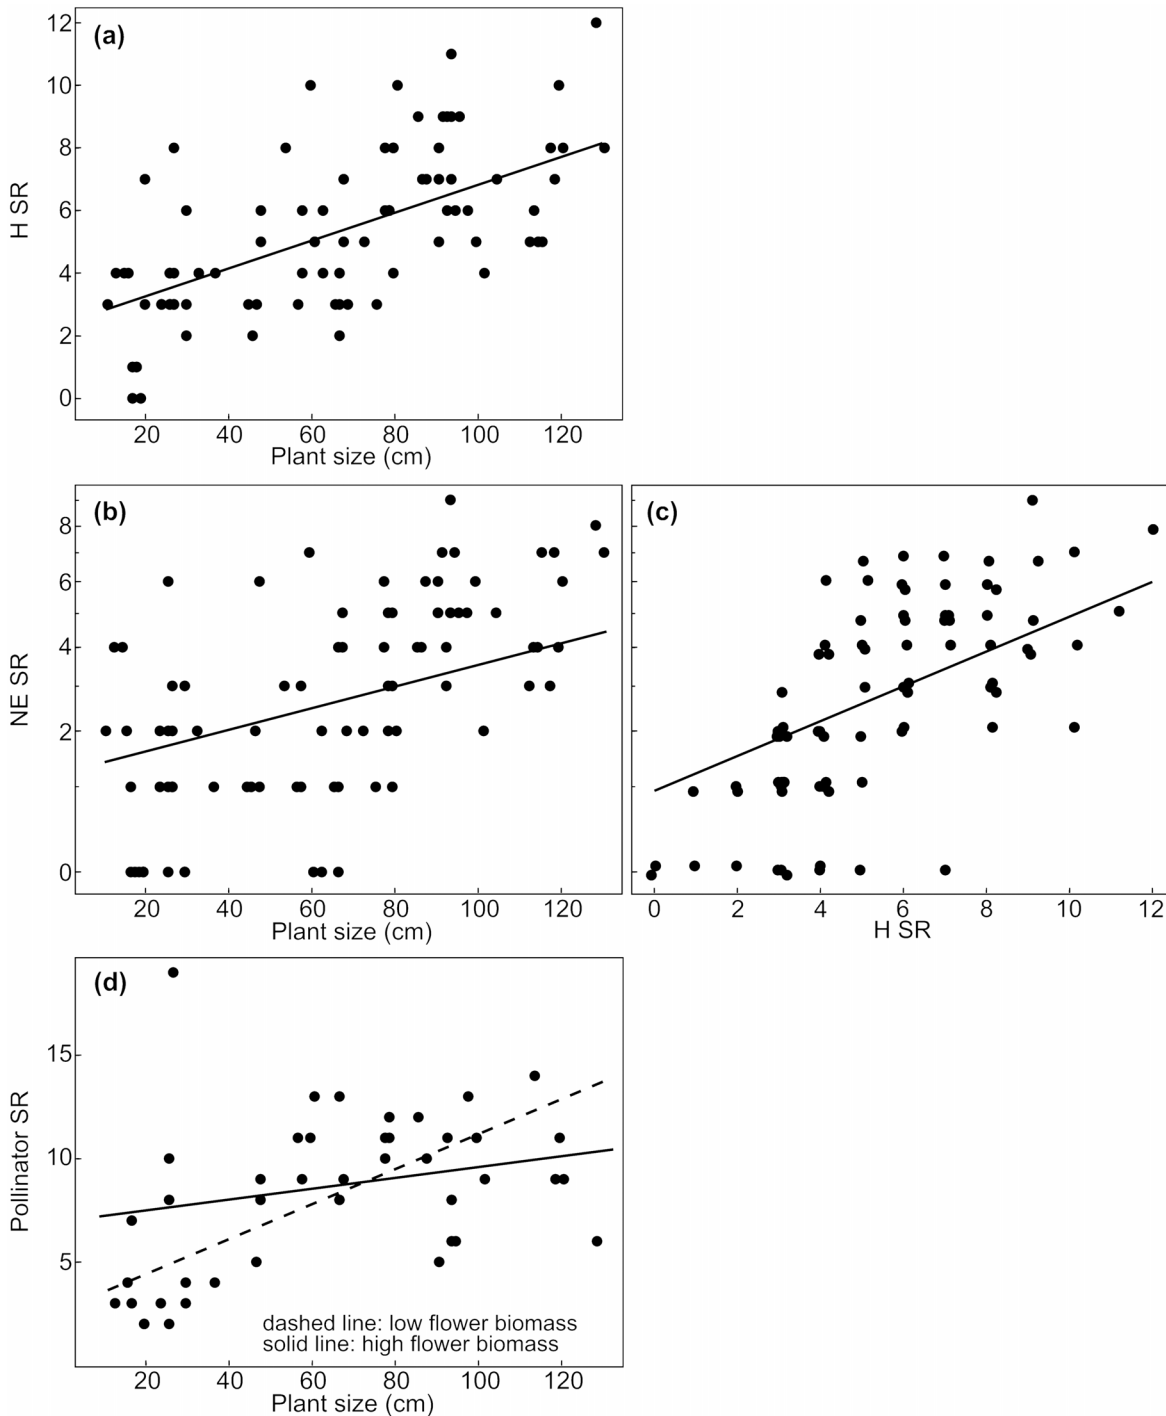 (a)
H SR
12
10
8
6
4
2
0
20 40 60 80 100 120
Plant size (cm)
(b)
NE SR
8
6
4
2
0
20 40 60 80 100 120
Plant size (cm)
(c)
0 2 4 6 8 10 12
H SR
(d)
Pollinator SR
15
10
5
dashed line: low flower biomass
solid line: high flower biomass
20 40 60 80 100 120
Plant size (cm)